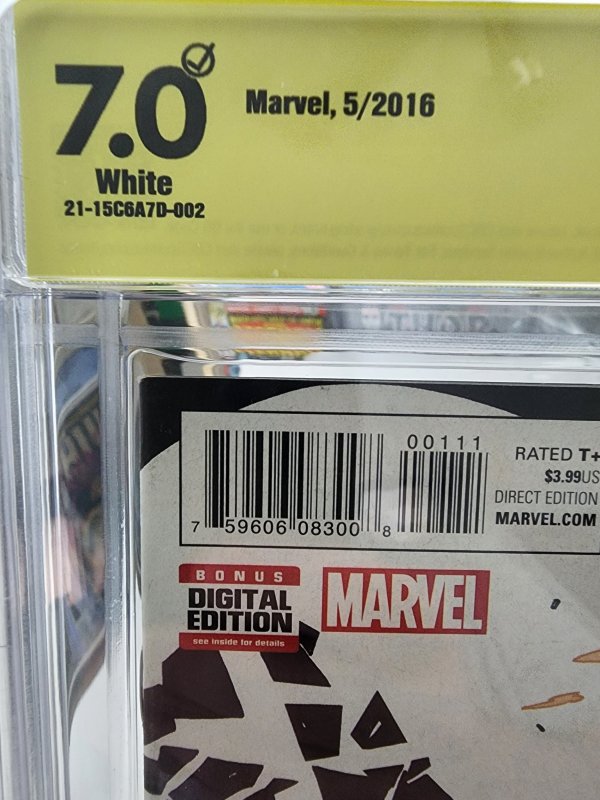 7.0
Marvel, 5/2016
White
21-15C6A7D-002
00111
7 59606 08300 8
RATED T+
$3.99US
DIRECT EDITION
MARVEL.COM
BONUS
DIGITAL
EDITION
see inside for details
MARVEL